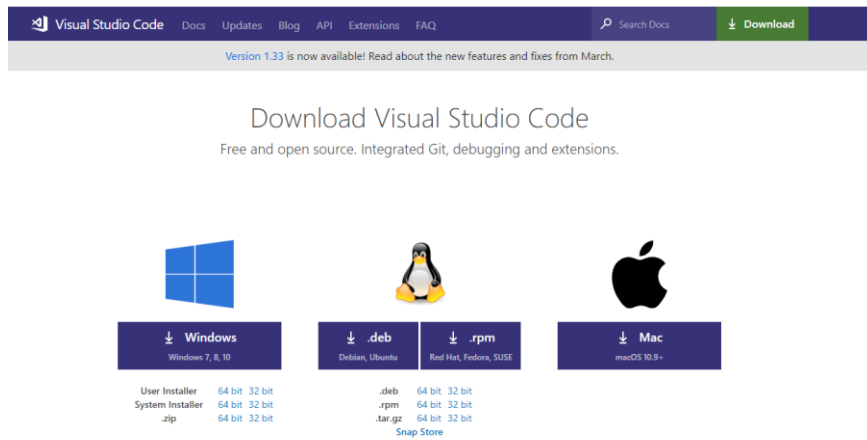 Visual Studio Code Docs Updates Blog API Extensions FAQ Search Docs Download
Version 1.33 is now available! Read about the new features and fixes from March.
Download Visual Studio Code
Free and open source. Integrated Git, debugging and extensions.
Windows
Windows 7, 8, 10
User Installer 64 bit 32 bit
System Installer 64 bit 32 bit
.zip 64 bit 32 bit
.deb
Debian, Ubuntu
.rpm
Red Hat, Fedora, SUSE
.deb 64 bit 32 bit
.rpm 64 bit 32 bit
.tar.gz 64 bit 32 bit
Snap Store
Mac
macOS 10.9+